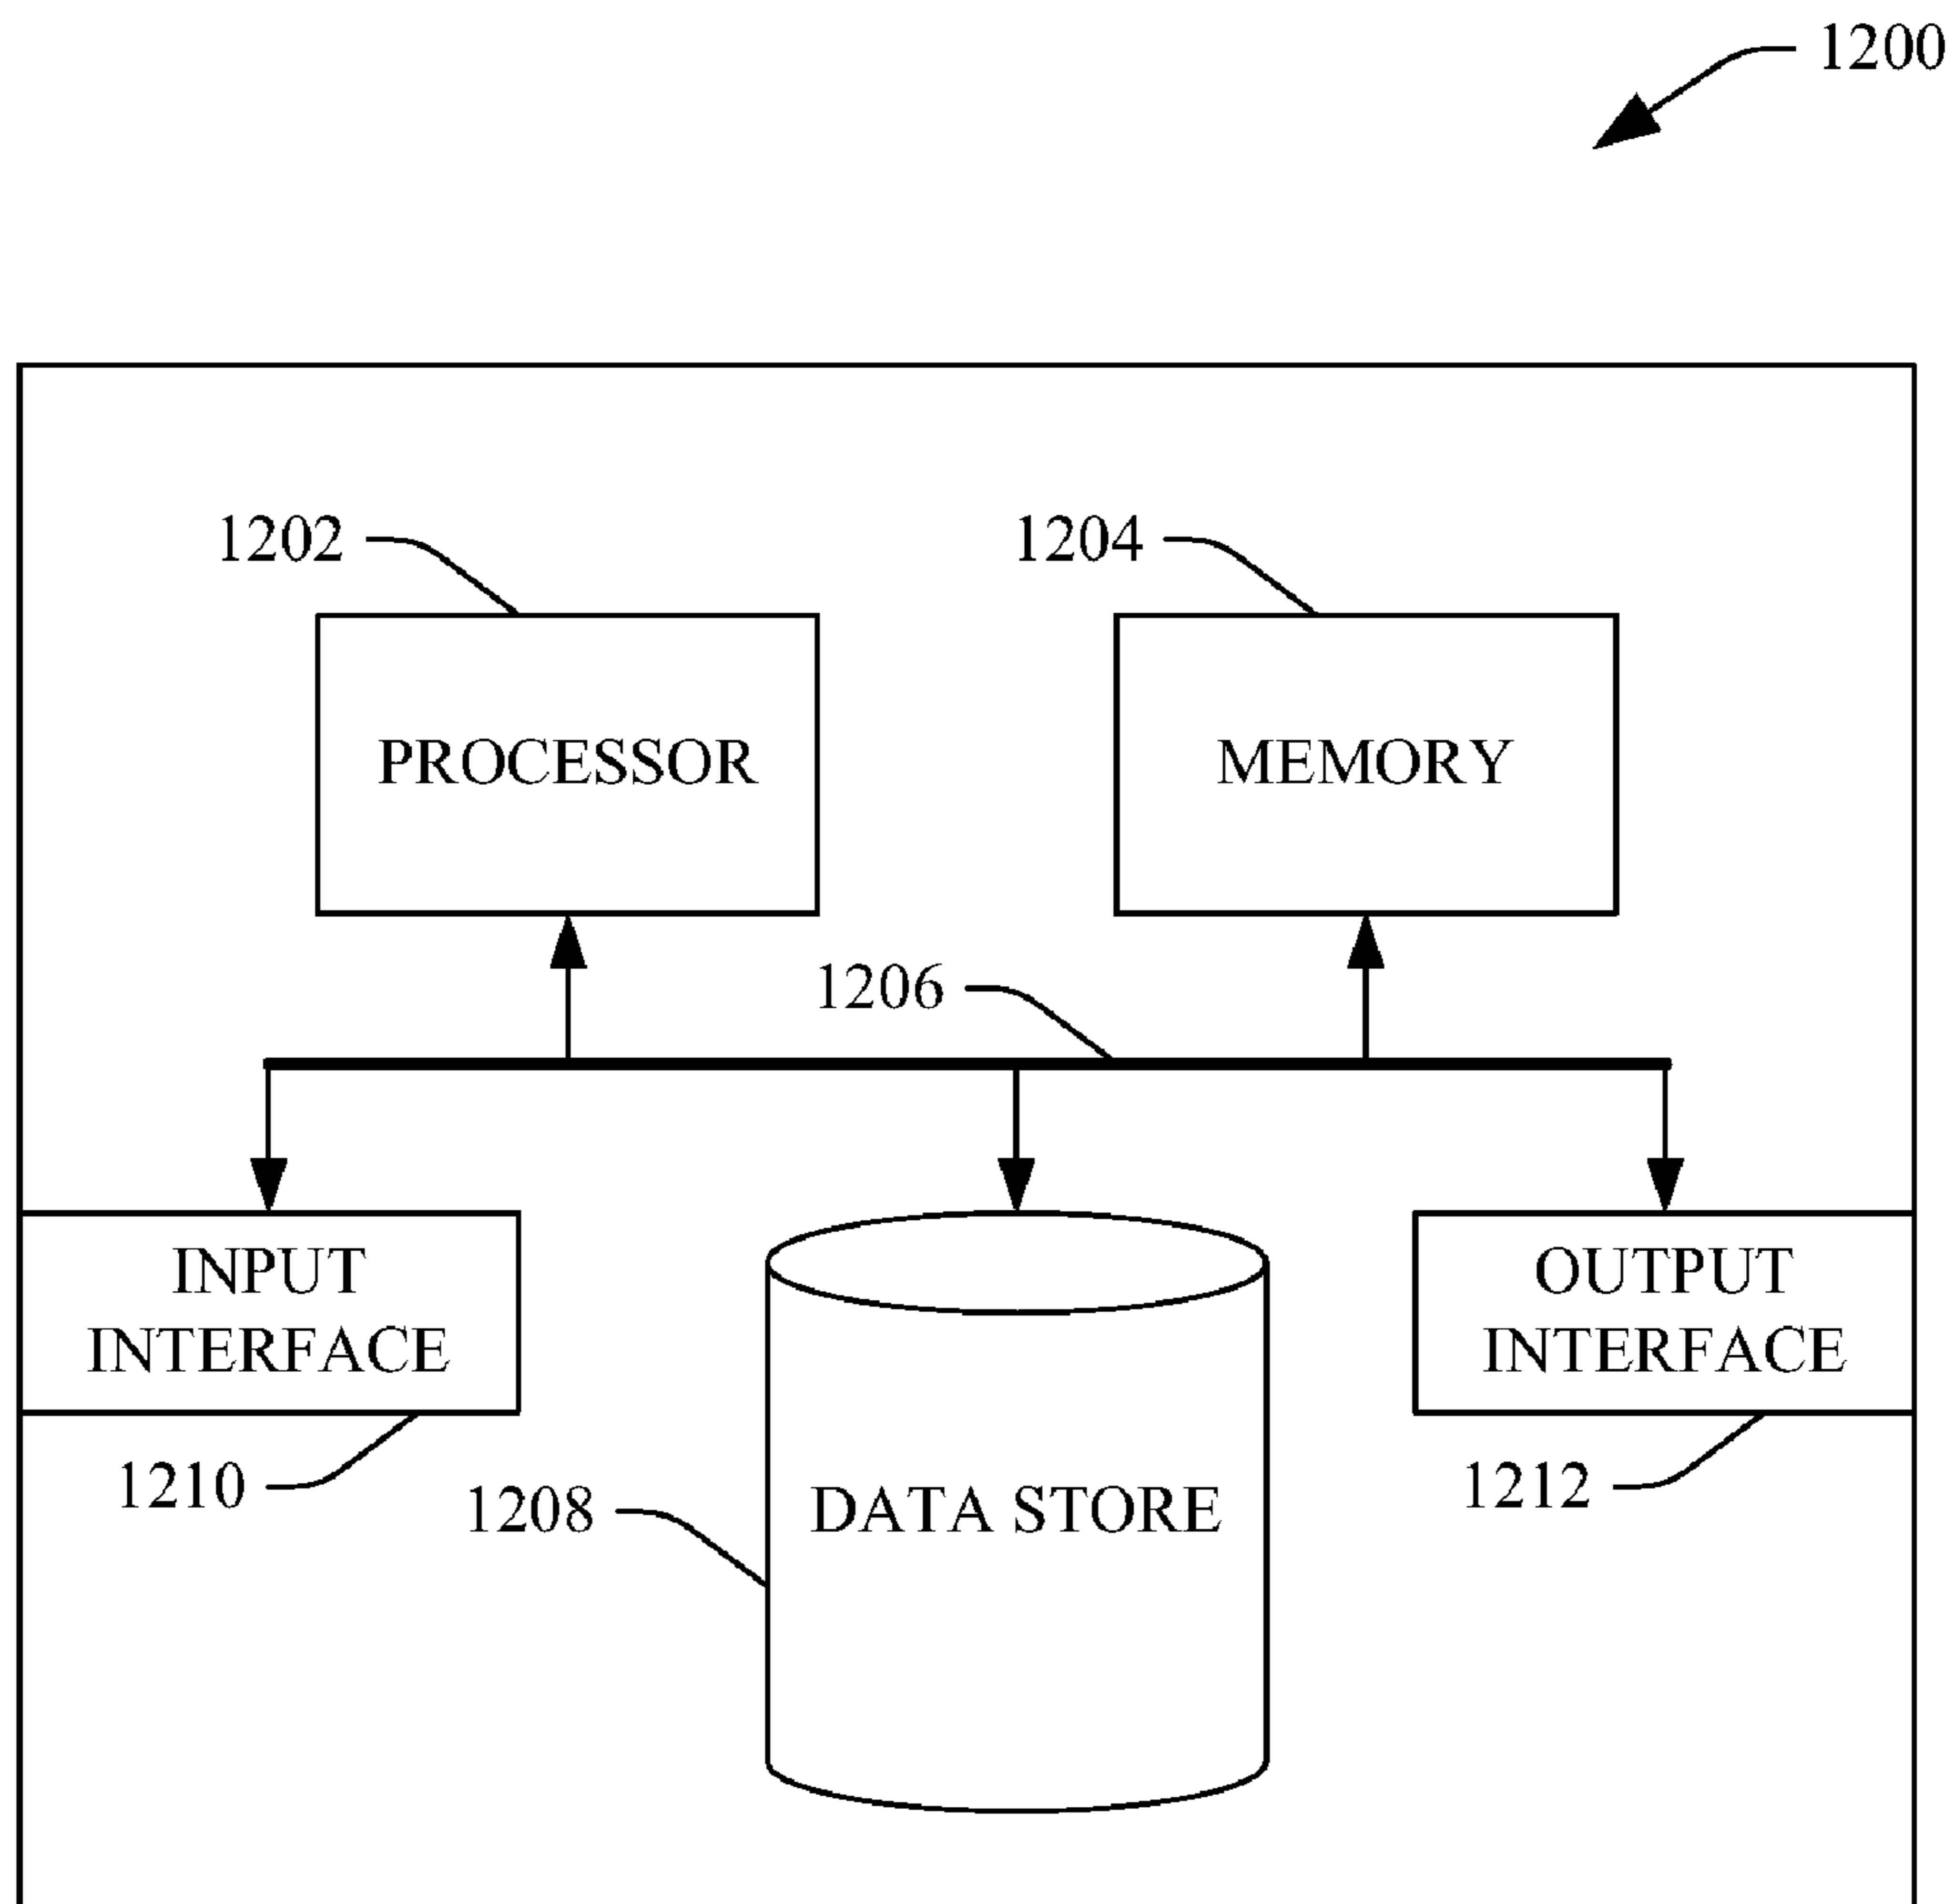 1200
1202
1204
PROCESSOR
MEMORY
1206
INPUT
INTERFACE
OUTPUT
INTERFACE
1210
1208
DATA STORE
1212